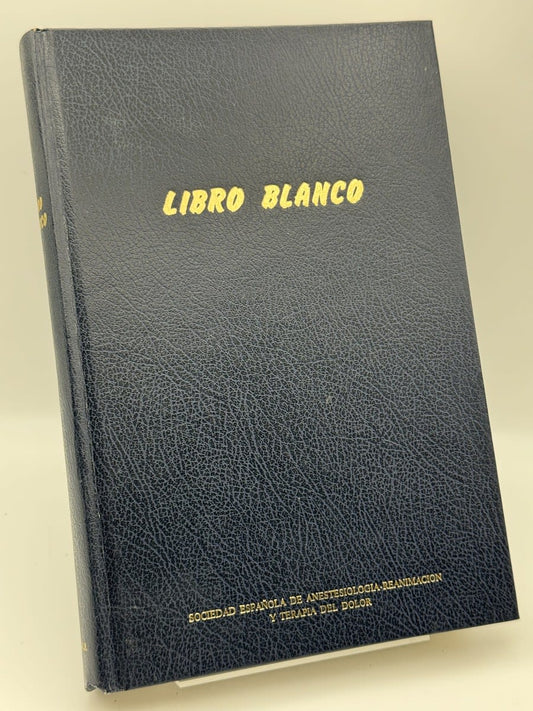 LIBRO BLANCO
SOCIEDAD ESPAÑOLA DE ANESTESIOLOGIA-REANIMACION
Y TERAPIA DEL DOLOR